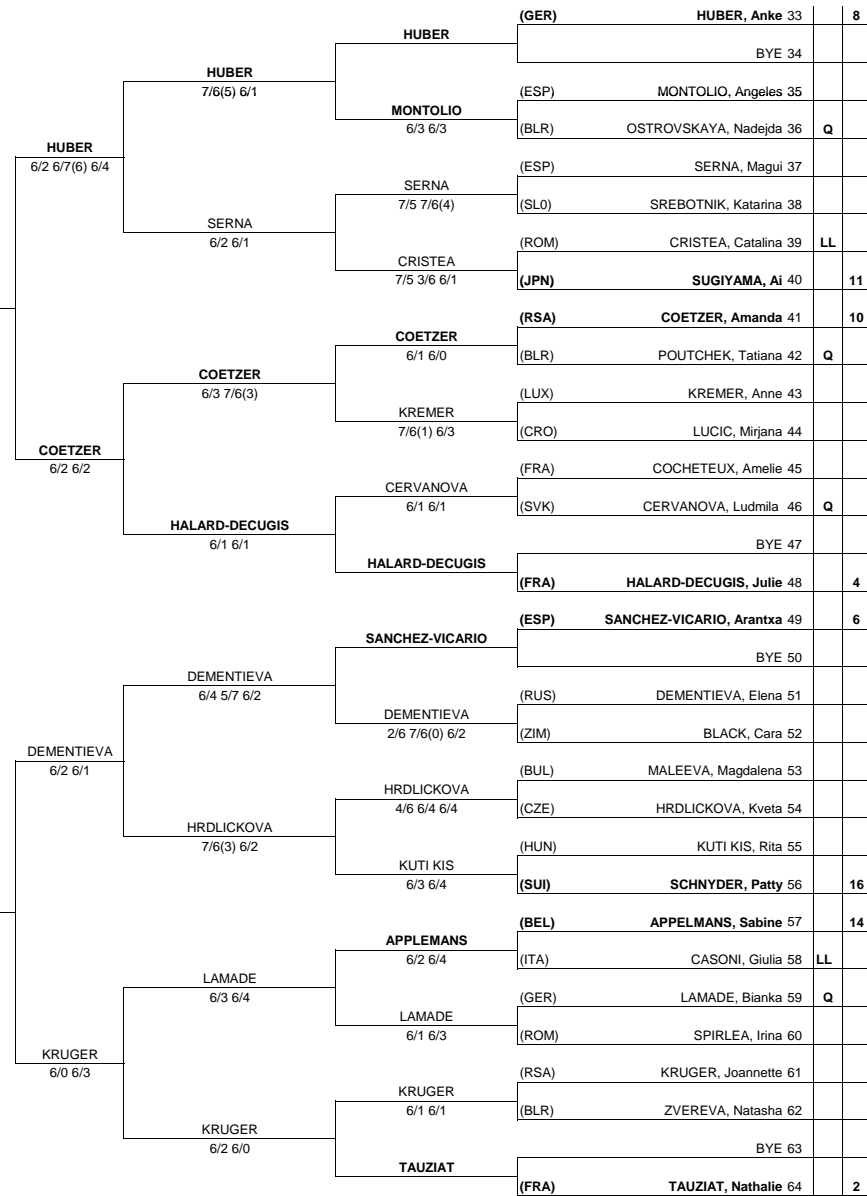 (GER) HUBER, Anke 33 8
HUBER
BYE 34
HUBER
7/6(5) 6/1
(ESP) MONTOLIO, Angeles 35
MONTOLIO
6/3 6/3
(BLR) OSTROVSKAYA, Nadejda 36 Q
HUBER
6/2 6/7(6) 6/4
(ESP) SERNA, Magui 37
SERNA
7/5 7/6(4)
(SL0) SREBOTNIK, Katarina 38
SERNA
6/2 6/1
(ROM) CRISTEA, Catalina 39 LL
CRISTEA
7/5 3/6 6/1
(JPN) SUGIYAMA, Ai 40 11
(RSA) COETZER, Amanda 41 10
COETZER
6/1 6/0
(BLR) POUTCHEK, Tatiana 42 Q
COETZER
6/3 7/6(3)
(LUX) KREMER, Anne 43
KREMER
7/6(1) 6/3
(CRO) LUCIC, Mirjana 44
COETZER
6/2 6/2
(FRA) COCHETEUX, Amelie 45
CERVANOVA
6/1 6/1
(SVK) CERVANOVA, Ludmila 46 Q
HALARD-DECUGIS
6/1 6/1
BYE 47
HALARD-DECUGIS
(FRA) HALARD-DECUGIS, Julie 48 4
(ESP) SANCHEZ-VICARIO, Arantxa 49 6
SANCHEZ-VICARIO
BYE 50
DEMENTIEVA
6/4 5/7 6/2
(RUS) DEMENTIEVA, Elena 51
DEMENTIEVA
2/6 7/6(0) 6/2
(ZIM) BLACK, Cara 52
DEMENTIEVA
6/2 6/1
(BUL) MALEEVA, Magdalena 53
HRDLICKOVA
4/6 6/4 6/4
(CZE) HRDLICKOVA, Kveta 54
HRDLICKOVA
7/6(3) 6/2
(HUN) KUTI KIS, Rita 55
KUTI KIS
6/3 6/4
(SUI) SCHNYDER, Patty 56 16
(BEL) APPELMANS, Sabine 57 14
APPLEMANS
6/2 6/4
(ITA) CASONI, Giulia 58 LL
LAMADE
6/3 6/4
(GER) LAMADE, Bianka 59 Q
LAMADE
6/1 6/3
(ROM) SPIRLEA, Irina 60
KRUGER
6/0 6/3
(RSA) KRUGER, Joannette 61
KRUGER
6/1 6/1
(BLR) ZVEREVA, Natasha 62
KRUGER
6/2 6/0
BYE 63
TAUZIAT
(FRA) TAUZIAT, Nathalie 64 2